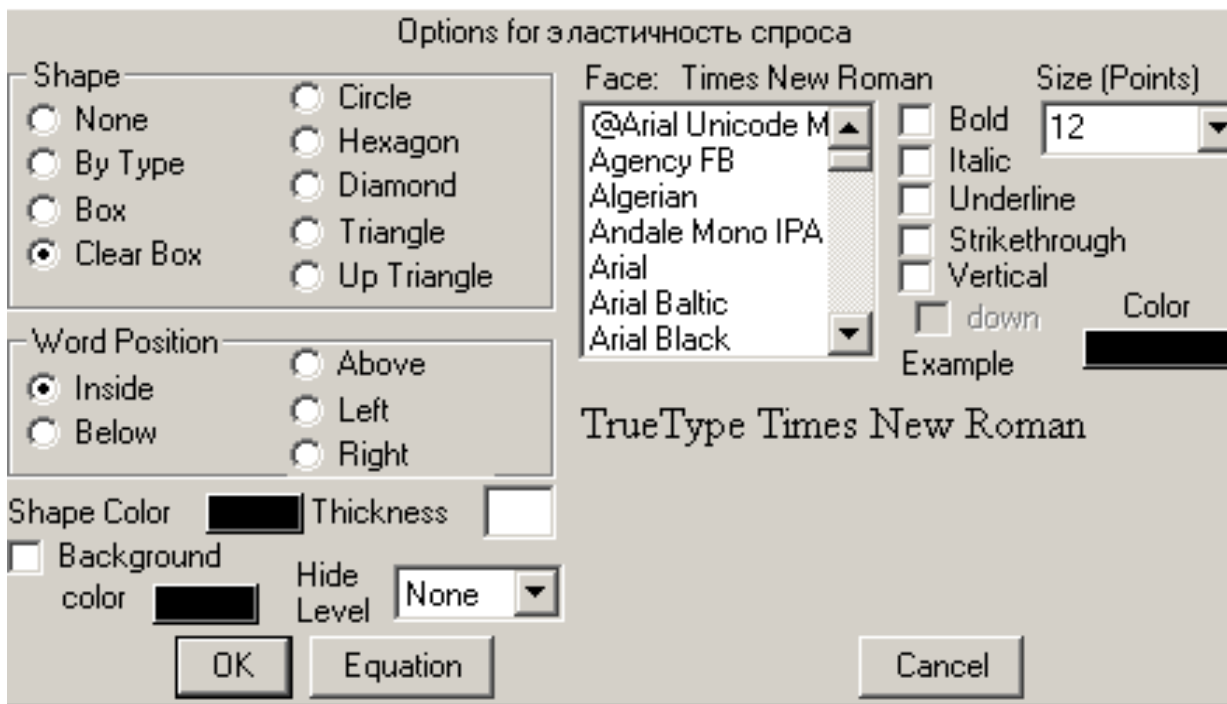 Options for эластичность спроса
Shape
None
By Type
Box
Clear Box
Circle
Hexagon
Diamond
Triangle
Up Triangle
Word Position
Inside
Below
Above
Left
Right
Shape Color
Thickness
Background
color
Hide
Level
None
Face: Times New Roman
@Arial Unicode M
Agency FB
Algerian
Andale Mono IPA
Arial
Arial Baltic
Arial Black
Bold
Italic
Underline
Strikethrough
Vertical
down
Size (Points)
12
Color
Example
TrueType Times New Roman
OK
Equation
Cancel